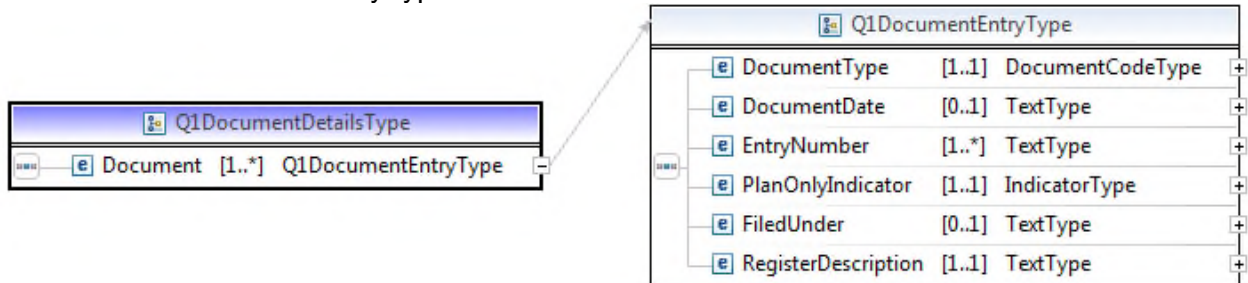 Q1DocumentEntryType
DocumentType [1..1] DocumentCodeType
DocumentDate [0..1] TextType
EntryNumber [1..*] TextType
PlanOnlyIndicator [1..1] IndicatorType
FiledUnder [0..1] TextType
RegisterDescription [1..1] TextType
Q1DocumentDetailsType
Document [1..*] Q1DocumentEntryType